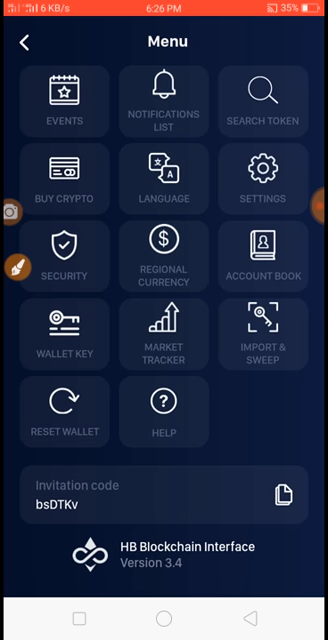 6 KB/s 6:26 PM 35%
Menu
EVENTS
NOTIFICATIONS
LIST
SEARCH TOKEN
BUY CRYPTO
LANGUAGE
SETTINGS
SECURITY
REGIONAL
CURRENCY
ACCOUNT BOOK
WALLET KEY
MARKET
TRACKER
IMPORT &
SWEEP
RESET WALLET
HELP
Invitation code
bsDTKv
HB Blockchain Interface
Version 3.4